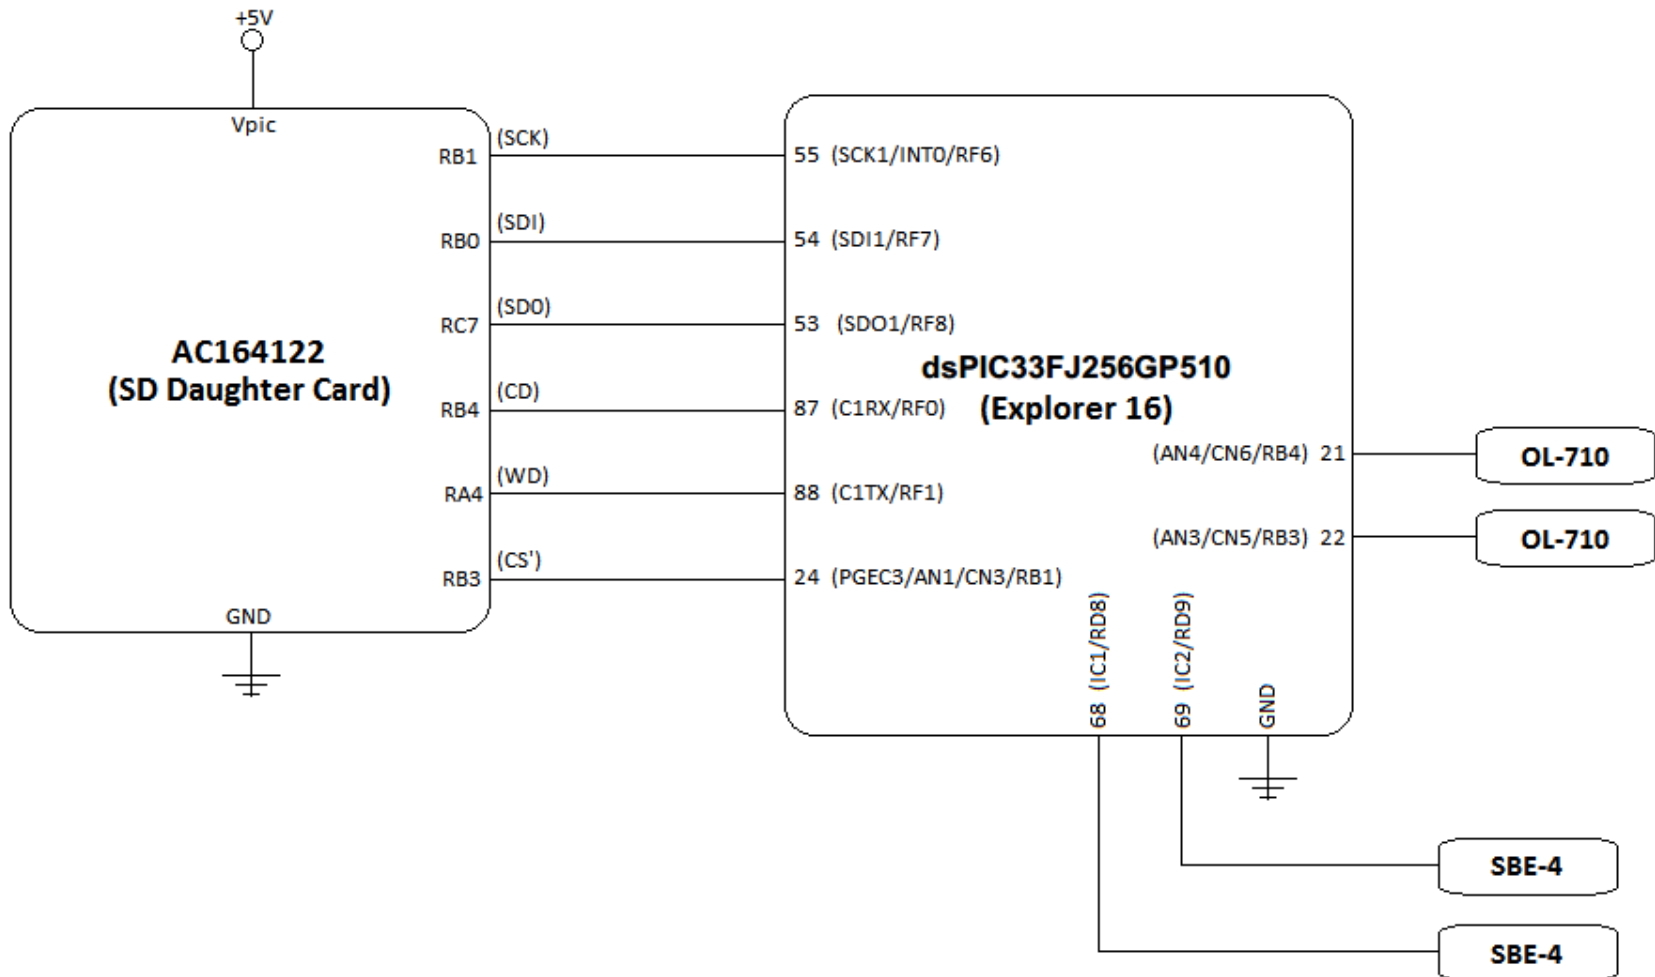 +5V
Vpic
RB1 (SCK) 55 (SCK1/INT0/RF6)
RB0 (SDI) 54 (SDI1/RF7)
RC7 (SDO) 53 (SDO1/RF8)
AC164122
(SD Daughter Card)
dsPIC33FJ256GP510
(Explorer 16)
RB4 (CD) 87 (C1RX/RF0)
(AN4/CN6/RB4) 21 OL-710
RA4 (WD) 88 (C1TX/RF1)
(AN3/CN5/RB3) 22 OL-710
RB3 (CS') 24 (PGEC3/AN1/CN3/RB1)
GND
68 (IC1/RD8)
69 (IC2/RD9)
GND
SBE-4
SBE-4